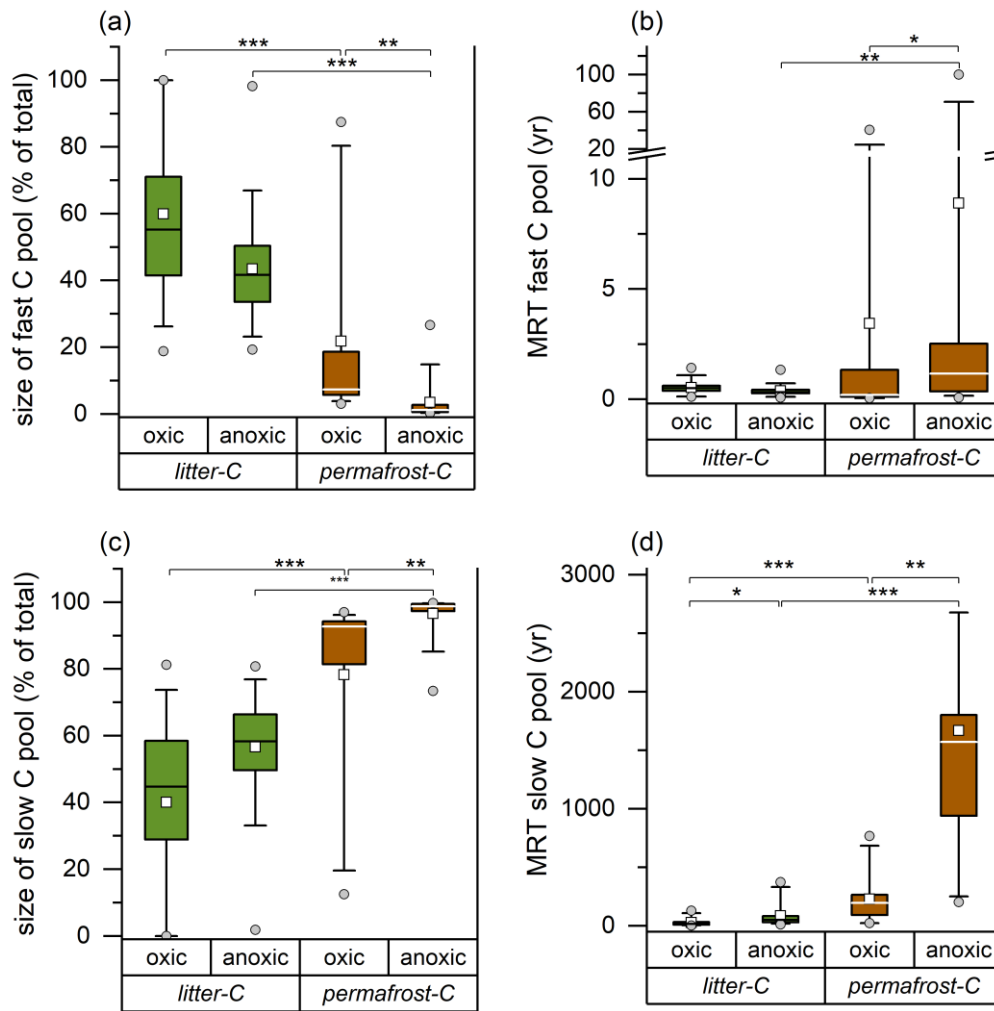 (a)
size of fast C pool (% of total)
100
80
60
40
20
0
*** **
***
oxic anoxic oxic anoxic
litter-C permafrost-C
(b)
MRT fast C pool (yr)
100
60
20
10
5
0
*
**
oxic anoxic oxic anoxic
litter-C permafrost-C
(c)
size of slow C pool (% of total)
100
80
60
40
20
0
*** **
***
oxic anoxic oxic anoxic
litter-C permafrost-C
(d)
MRT slow C pool (yr)
3000
2000
1000
0
*** **
* ***
oxic anoxic oxic anoxic
litter-C permafrost-C